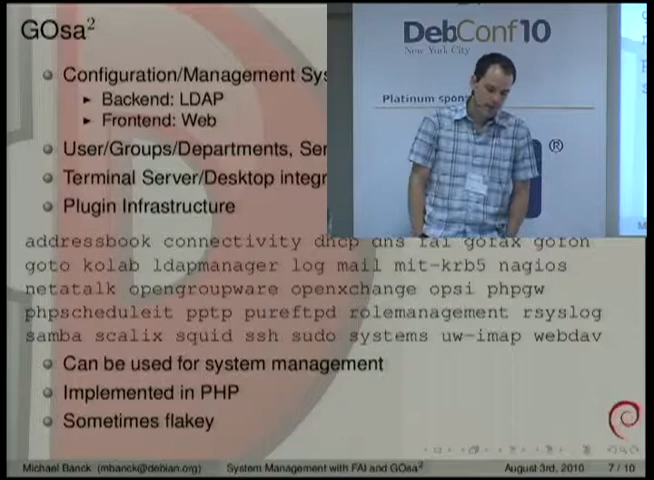 GOsa²
Configuration/Management Sys
Backend: LDAP
Frontend: Web
User/Groups/Departments, Ser
Terminal Server/Desktop integr
Plugin Infrastructure
addressbook connectivity dhcp dns fai gofax gofon
goto kolab ldapmanager log mail mit-krb5 nagios
netatalk opengroupware openxchange opsi phpgw
phpscheduleit pptp pureftpd rolemanagement rsyslog
samba scalix squid ssh sudo systems uw-imap webdav
Can be used for system management
Implemented in PHP
Sometimes flakey
Michael Banck (mbanck@debian.org) System Management with FAI and GOsa² August 3rd, 2010 7 / 10
DebConf10
New York City
Platinum spons
®